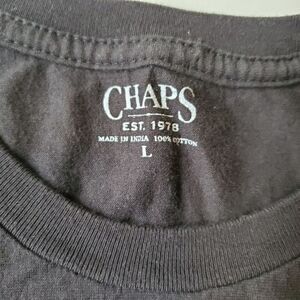 CHAPS
EST. 1978
MADE IN INDIA 100% COTTON
L